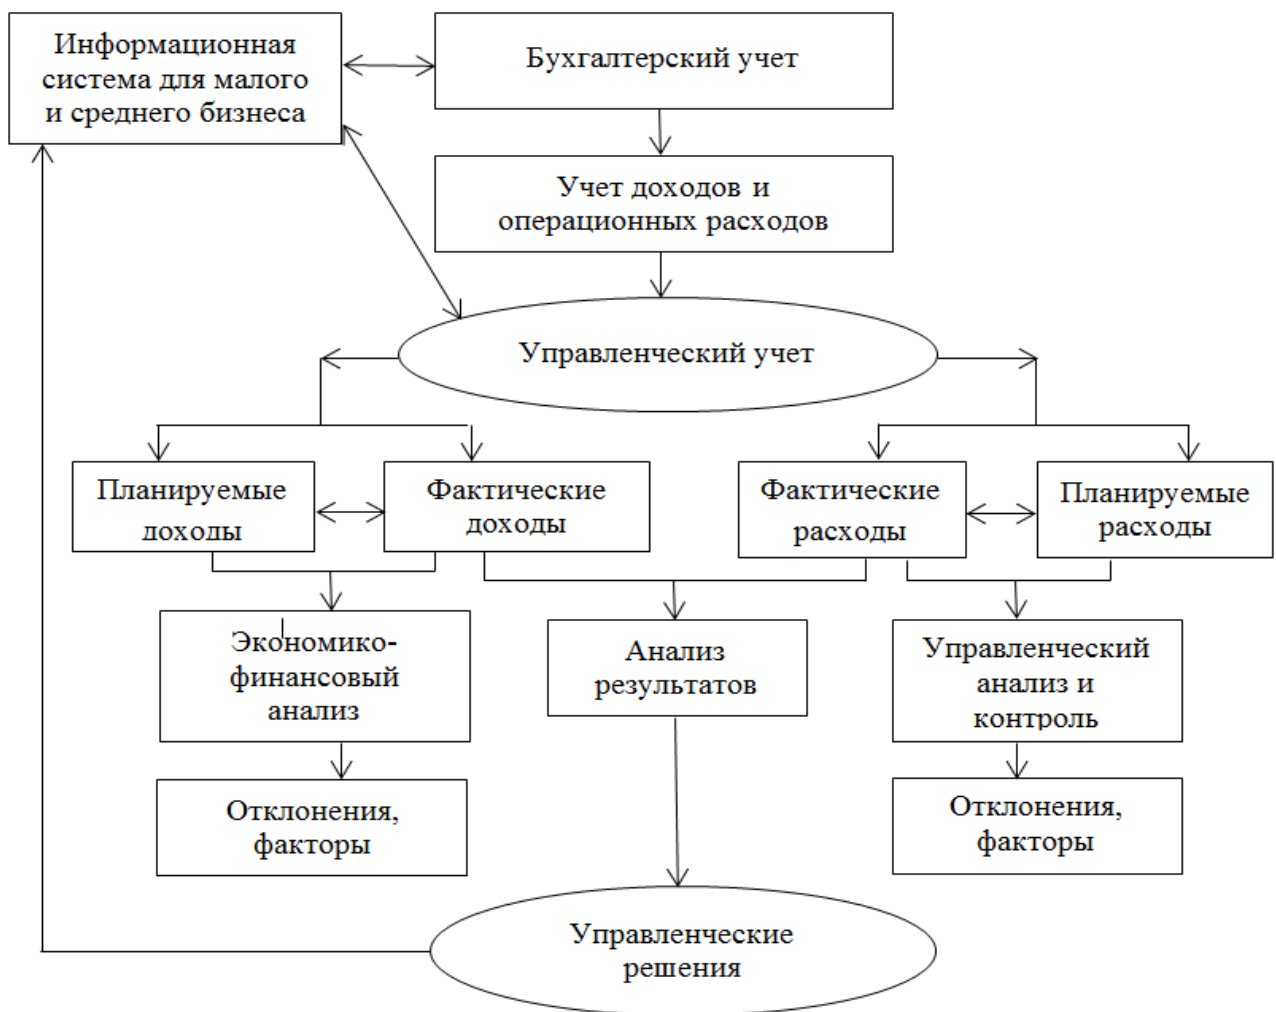 Информационная
система для малого
и среднего бизнеса
Бухгалтерский учет
Учет доходов и
операционных расходов
Управленческий учет
Планируемые
доходы
Фактические
доходы
Фактические
расходы
Планируемые
расходы
Экономико-
финансовый
анализ
Анализ
результатов
Управленческий
анализ и
контроль
Отклонения,
факторы
Отклонения,
факторы
Управленческие
решения